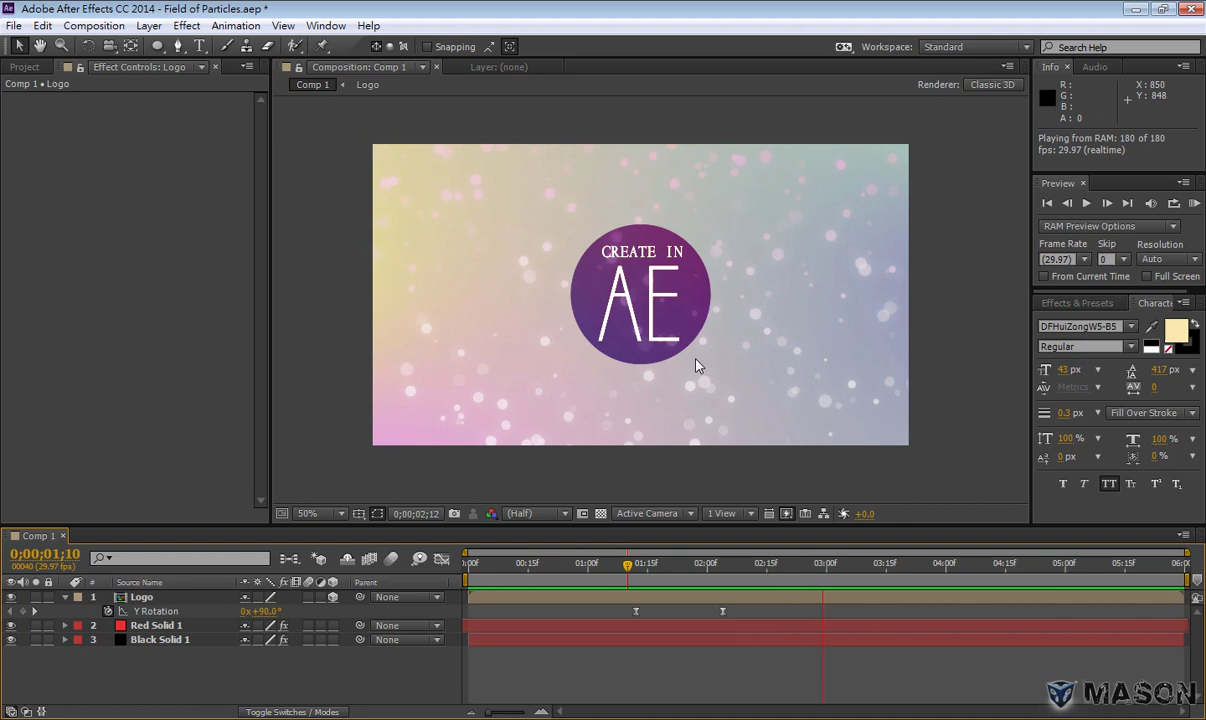 Adobe After Effects CC 2014 - Field of Particles.aep *
File Edit Composition Layer Effect Animation View Window Help
Snapping
Workspace: Standard
Search Help
Project Effect Controls: Logo
Comp 1 • Logo
Composition: Comp 1 Layer: (none)
Comp 1 Logo
Renderer: Classic 3D
CREATE IN
AE
Info Audio
R: X: 850
G: Y: 848
B:
A: 0
Playing from RAM: 180 of 180
fps: 29.97 (realtime)
Preview
RAM Preview Options
Frame Rate Skip Resolution
(29.97) 0 Auto
From Current Time Full Screen
Effects & Presets Characte
DFHuiZongW5-B5
Regular
43 px 417 px
Metrics 0
0.3 px Fill Over Stroke
100 % 100 %
0 px 0 %
T T TT Tt T¹ T₁
50% 0;00;02;12 (Half) Active Camera 1 View +0.0
Comp 1
0;00;01;10
00040 (29.97 fps)
:00f 00:15f 01:00f 01:15f 02:00f 02:15f 03:00f 03:15f 04:00f 04:15f 05:00f 05:15f 06:0
# Source Name Parent
1 Logo None
Y Rotation 0x+90.0°
2 Red Solid 1 None
3 Black Solid 1 None
Toggle Switches / Modes
MASON